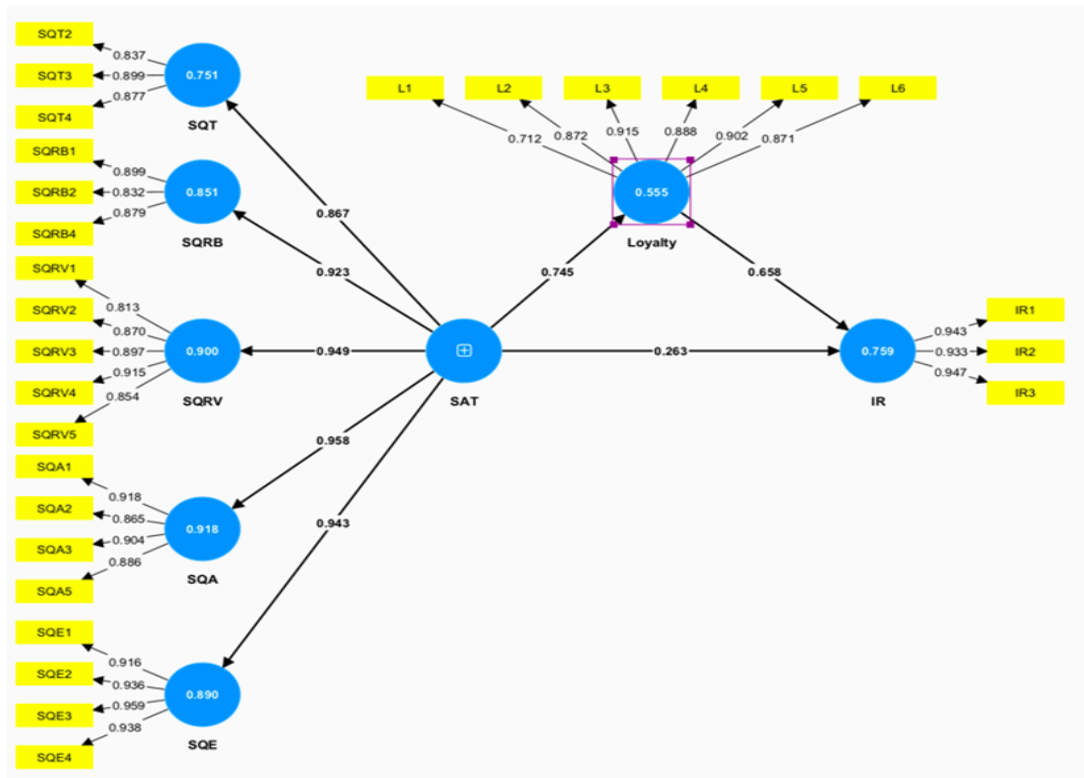 SQT2
SQT3
SQT4
0.837
0.899
0.877
0.751
SQT
SQRB1
SQRB2
SQRB4
0.899
0.832
0.879
0.851
SQRB
SQRV1
SQRV2
SQRV3
SQRV4
SQRV5
0.813
0.870
0.897
0.915
0.854
0.900
SQRV
SQA1
SQA2
SQA3
SQA5
0.918
0.865
0.904
0.886
0.918
SQA
SQE1
SQE2
SQE3
SQE4
0.916
0.936
0.959
0.938
0.890
SQE
0.867
0.923
0.949
0.958
0.943
SAT
0.745
0.263
L1 L2 L3 L4 L5 L6
0.712 0.872 0.915 0.888 0.902 0.871
0.555
Loyalty
0.658
0.759
IR
0.943
0.933
0.947
IR1
IR2
IR3